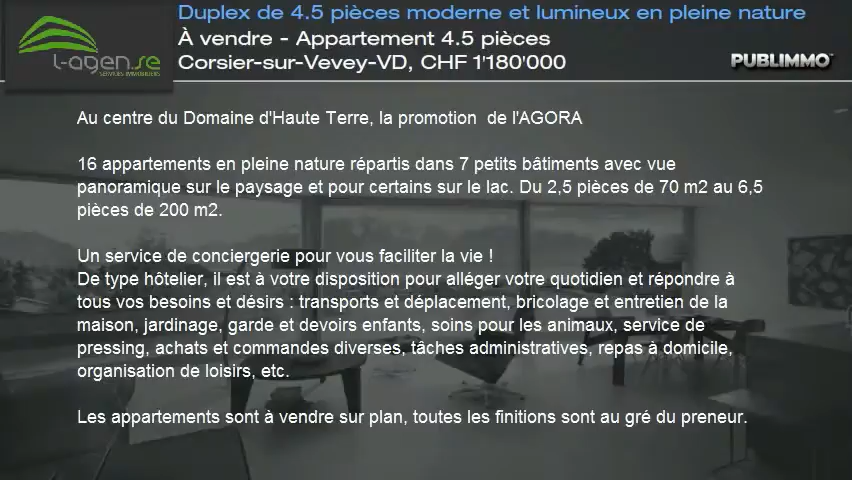 Duplex de 4.5 pièces moderne et lumineux en pleine nature
À vendre - Appartement 4.5 pièces
Corsier-sur-Vevey-VD, CHF 1'180'000
l-agence
SERVICES IMMOBILIERS
PUBLIMMO
Au centre du Domaine d'Haute Terre, la promotion de l'AGORA
16 appartements en pleine nature répartis dans 7 petits bâtiments avec vue
panoramique sur le paysage et pour certains sur le lac. Du 2,5 pièces de 70 m2 au 6,5
pièces de 200 m2.
Un service de conciergerie pour vous faciliter la vie !
De type hôtelier, il est à votre disposition pour alléger votre quotidien et répondre à
tous vos besoins et désirs : transports et déplacement, bricolage et entretien de la
maison, jardinage, garde et devoirs enfants, soins pour les animaux, service de
pressing, achats et commandes diverses, tâches administratives, repas à domicile,
organisation de loisirs, etc.
Les appartements sont à vendre sur plan, toutes les finitions sont au gré du preneur.